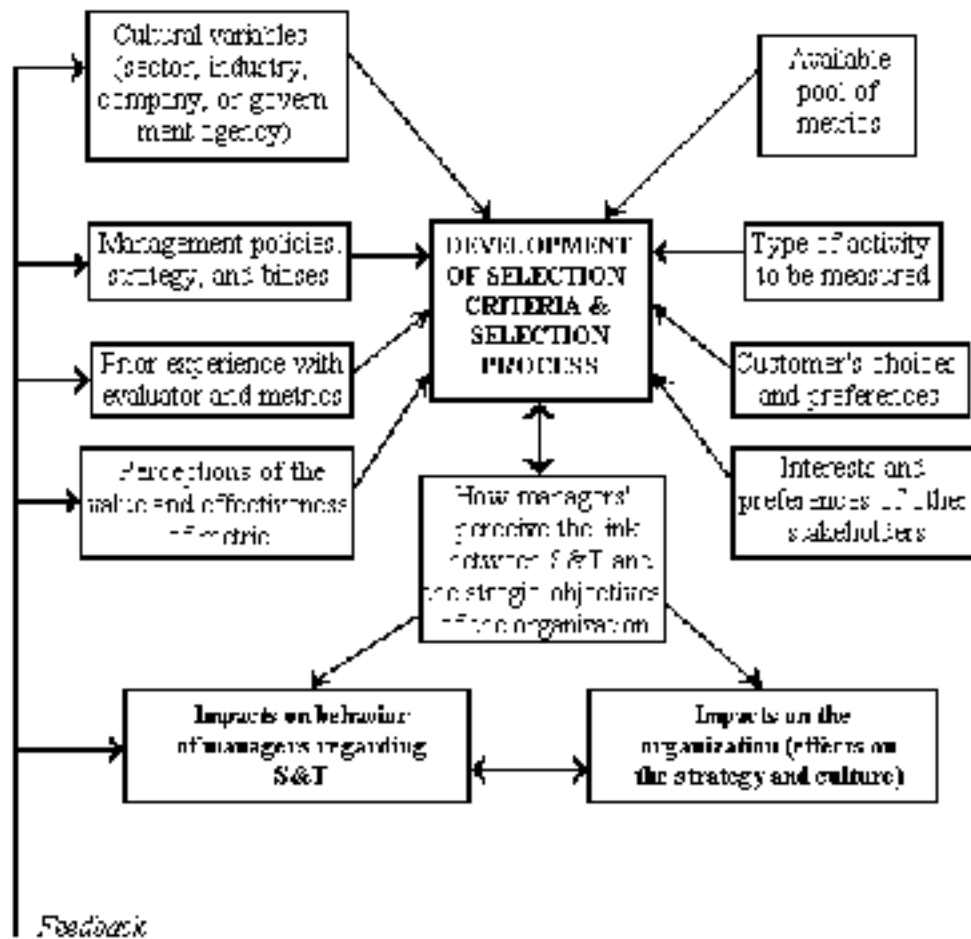 Cultural variables
(sector, industry,
company, or govern
ment agency)
Available
pool of
metrics
Management policies,
strategy, and biases
DEVELOPMENT
OF SELECTION
CRITERIA &
SELECTION
PROCESS
Type of activity
to be measured
Prior experience with
evaluator and metrics
Customer's choices
and preferences
Perceptions of the
value and effectiveness
of metric
How managers'
perceive the link
between S&T and
the strategic objectives
of the organization
Interests and
preferences of other
stakeholders
Impacts on behavior
of managers regarding
S&T
Impacts on the
organization (effects on
the strategy and culture)
Feedback